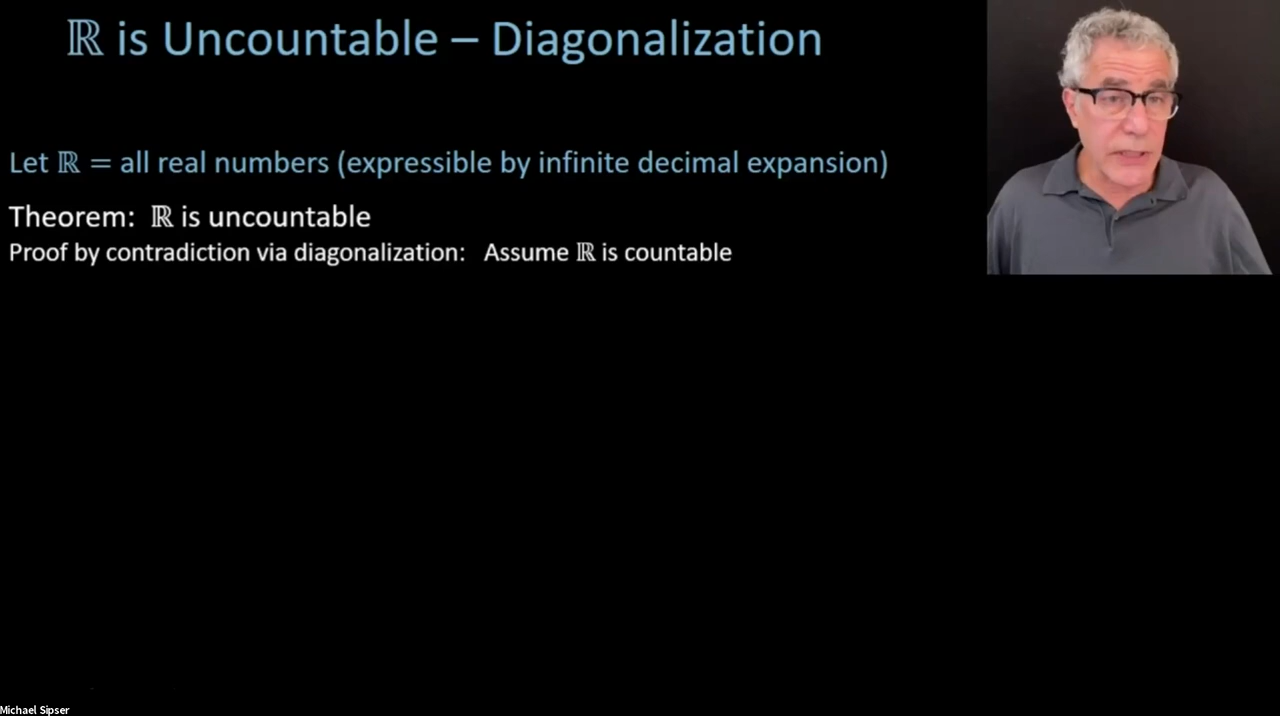 ℝ is Uncountable – Diagonalization
Let ℝ = all real numbers (expressible by infinite decimal expansion)
Theorem: ℝ is uncountable
Proof by contradiction via diagonalization: Assume ℝ is countable
Michael Sipser